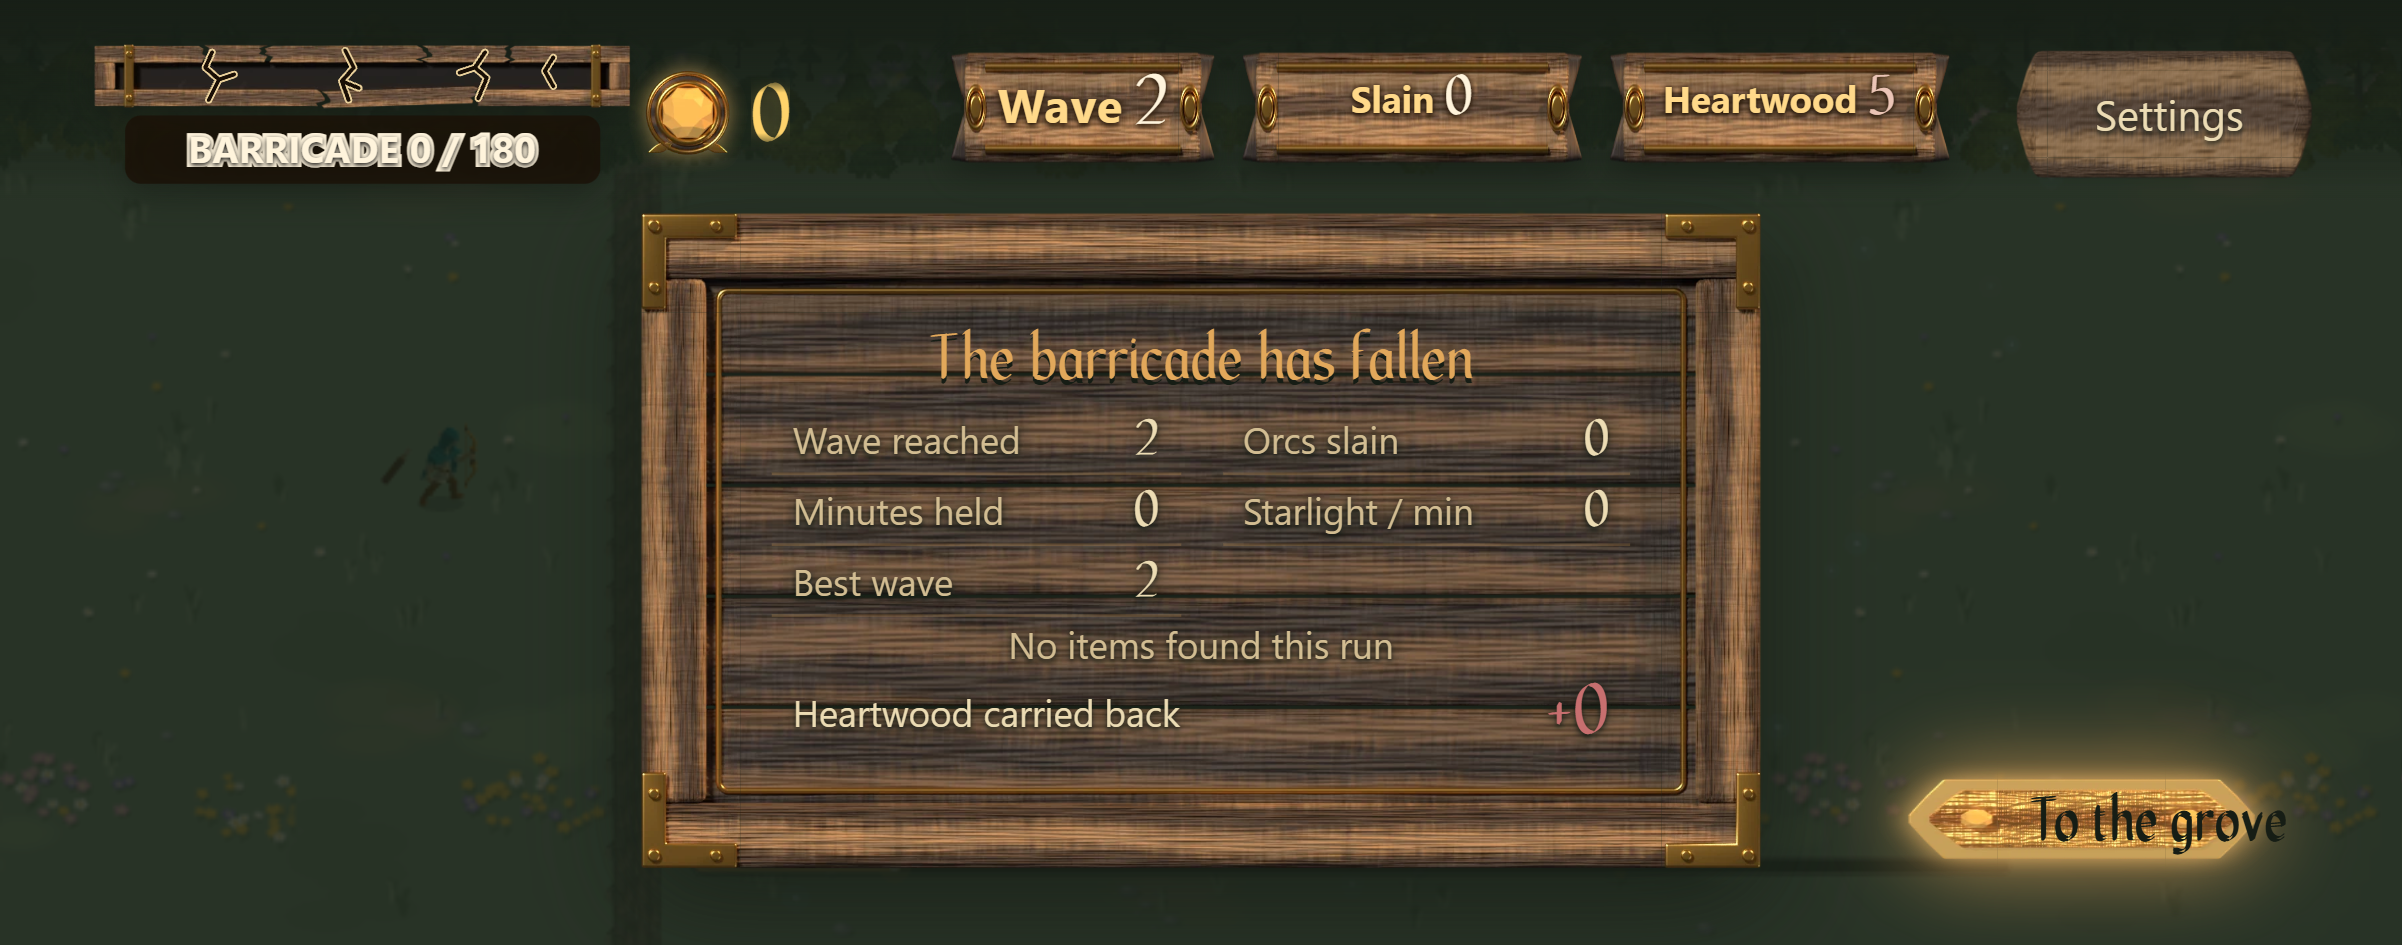 BARRICADE 0 / 180
0
Wave 2
Slain 0
Heartwood 5
Settings
The barricade has fallen
Wave reached 2
Orcs slain 0
Minutes held 0
Starlight / min 0
Best wave 2
No items found this run
Heartwood carried back +0
To the grove